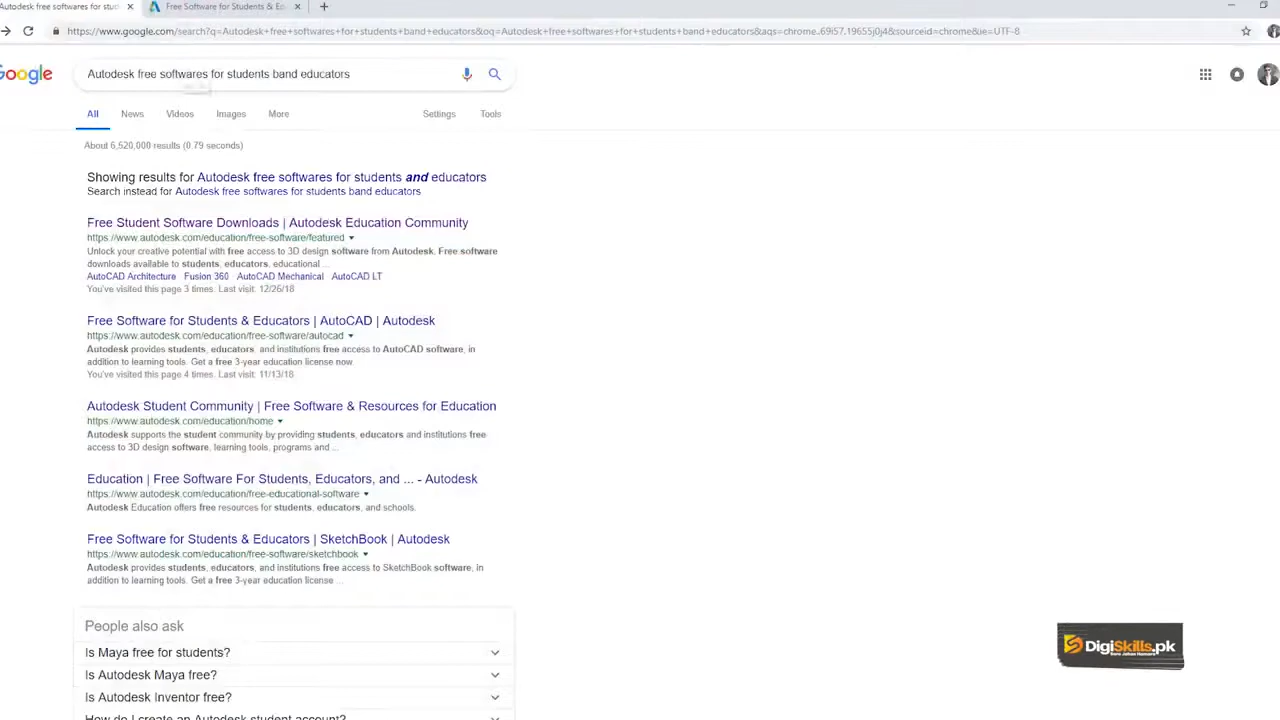 Autodesk free softwares for stud
Free Software for Students & Ed
https://www.google.com/search?q=Autodesk+free+softwares+for+students+band+educators&oq=Autodesk+free+softwares+for+students+band+educators&aqs=chrome..69i57.19655j0j4&sourceid=chrome&ie=UTF-8
Google
Autodesk free softwares for students band educators
All News Videos Images More Settings Tools
About 6,520,000 results (0.79 seconds)
Showing results for Autodesk free softwares for students and educators
Search instead for Autodesk free softwares for students band educators
Free Student Software Downloads | Autodesk Education Community
https://www.autodesk.com/education/free-software/featured
Unlock your creative potential with free access to 3D design software from Autodesk. Free software
downloads available to students, educators, educational ...
AutoCAD Architecture Fusion 360 AutoCAD Mechanical AutoCAD LT
You've visited this page 3 times. Last visit: 12/26/18
Free Software for Students & Educators | AutoCAD | Autodesk
https://www.autodesk.com/education/free-software/autocad
Autodesk provides students, educators, and institutions free access to AutoCAD software, in
addition to learning tools. Get a free 3-year education license now.
You've visited this page 4 times. Last visit: 11/13/18
Autodesk Student Community | Free Software & Resources for Education
https://www.autodesk.com/education/home
Autodesk supports the student community by providing students, educators and institutions free
access to 3D design software, learning tools, programs and ...
Education | Free Software For Students, Educators, and ... - Autodesk
https://www.autodesk.com/education/free-educational-software
Autodesk Education offers free resources for students, educators, and schools.
Free Software for Students & Educators | SketchBook | Autodesk
https://www.autodesk.com/education/free-software/sketchbook
Autodesk provides students, educators, and institutions free access to SketchBook software, in
addition to learning tools. Get a free 3-year education license ...
People also ask
Is Maya free for students?
Is Autodesk Maya free?
Is Autodesk Inventor free?
How do I create an Autodesk student account?
DigiSkills.pk